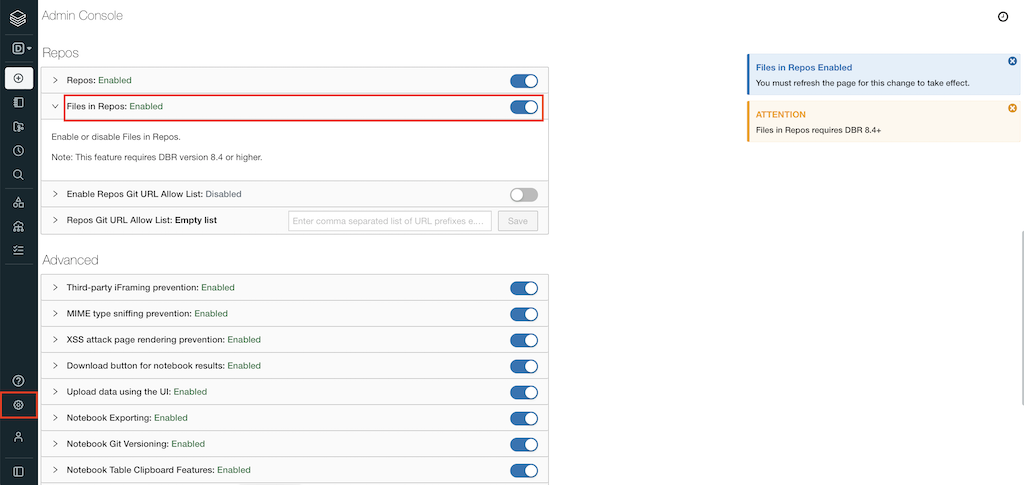 Admin Console
Repos
Repos: Enabled
Files in Repos: Enabled
Enable or disable Files in Repos.
Note: This feature requires DBR version 8.4 or higher.
Enable Repos Git URL Allow List: Disabled
Repos Git URL Allow List: Empty list
Enter comma separated list of URL prefixes e....
Save
Advanced
Third-party iFraming prevention: Enabled
MIME type sniffing prevention: Enabled
XSS attack page rendering prevention: Enabled
Download button for notebook results: Enabled
Upload data using the UI: Enabled
Notebook Exporting: Enabled
Notebook Git Versioning: Enabled
Notebook Table Clipboard Features: Enabled
Files in Repos Enabled
You must refresh the page for this change to take effect.
ATTENTION
Files in Repos requires DBR 8.4+
D